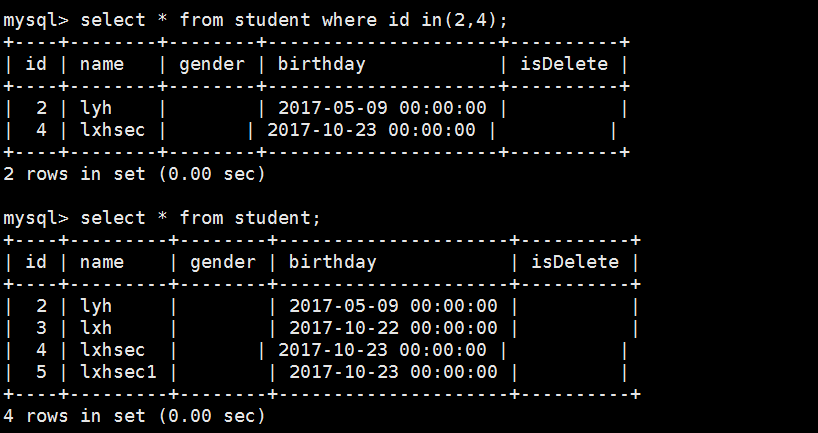 mysql> select * from student where id in(2,4);
+----+--------+--------+---------------------+----------+
| id | name   | gender | birthday            | isDelete |
+----+--------+--------+---------------------+----------+
|  2 | lyh    |        | 2017-05-09 00:00:00 |          |
|  4 | lxhsec |       | 2017-10-23 00:00:00 |          |
+----+--------+--------+---------------------+----------+
2 rows in set (0.00 sec)
mysql> select * from student;
+----+---------+--------+---------------------+----------+
| id | name    | gender | birthday            | isDelete |
+----+---------+--------+---------------------+----------+
|  2 | lyh     |        | 2017-05-09 00:00:00 |          |
|  3 | lxh     |        | 2017-10-22 00:00:00 |          |
|  4 | lxhsec  |       | 2017-10-23 00:00:00 |          |
|  5 | lxhsec1 |        | 2017-10-23 00:00:00 |         |
+----+---------+--------+---------------------+----------+
4 rows in set (0.00 sec)